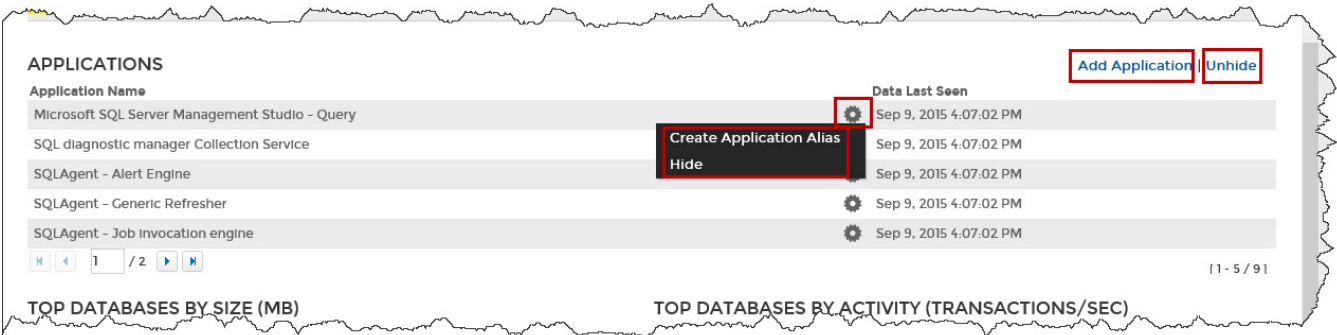 APPLICATIONS
Add Application | Unhide
Application Name Data Last Seen
Microsoft SQL Server Management Studio - Query Sep 9, 2015 4:07:02 PM
Create Application Alias
SQL diagnostic manager Collection Service Sep 9, 2015 4:07:02 PM
Hide
SQLAgent - Alert Engine Sep 9, 2015 4:07:02 PM
SQLAgent - Generic Refresher Sep 9, 2015 4:07:02 PM
SQLAgent - Job invocation engine Sep 9, 2015 4:07:02 PM
1 / 2 [ 1 - 5 / 9 ]
TOP DATABASES BY SIZE (MB) TOP DATABASES BY ACTIVITY (TRANSACTIONS/SEC)